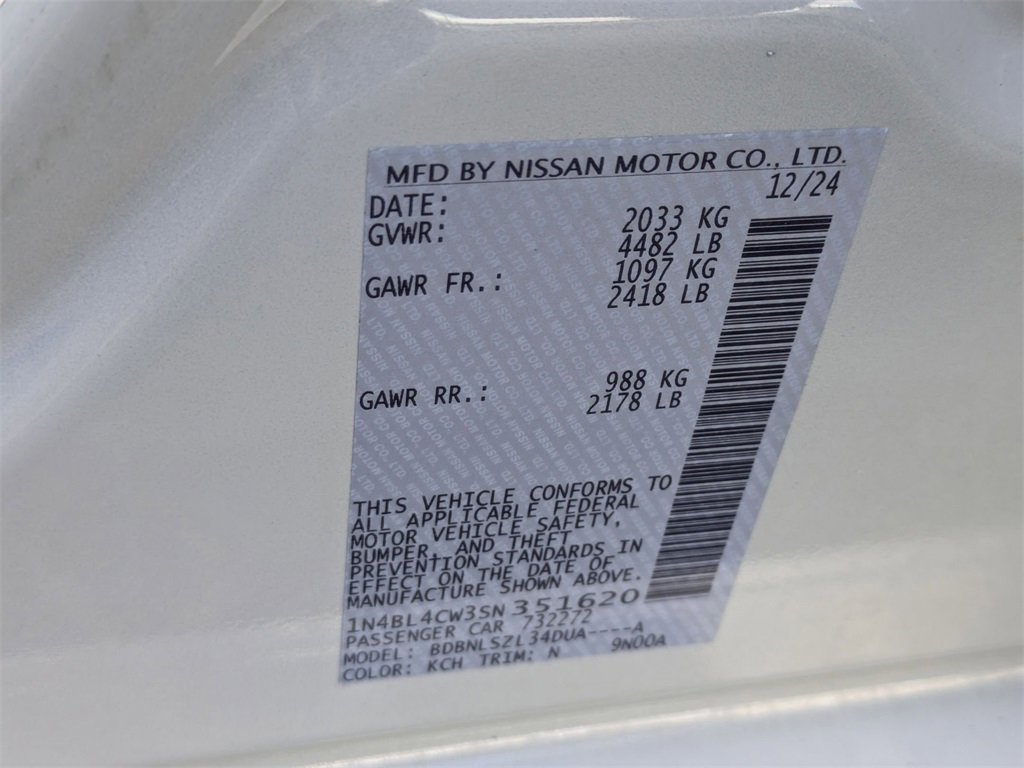 MFD BY NISSAN MOTOR CO., LTD.
DATE: 12/24
GVWR: 2033 KG
4482 LB
GAWR FR.: 1097 KG
2418 LB
GAWR RR.: 988 KG
2178 LB
THIS VEHICLE CONFORMS TO
ALL APPLICABLE FEDERAL
MOTOR VEHICLE SAFETY,
BUMPER, AND THEFT
PREVENTION STANDARDS IN
EFFECT ON THE DATE OF
MANUFACTURE SHOWN ABOVE.
1N4BL4CW3SN351620
PASSENGER CAR 732272
MODEL: BDBNLSZL34DUA----A
COLOR: KCH TRIM: N 9N00A